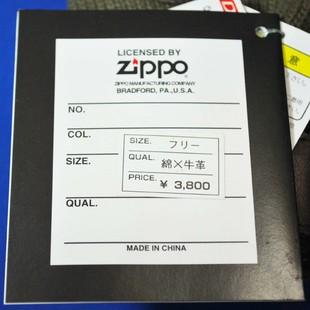 LICENSED BY
zippo
ZIPPO MANUFACTURING COMPANY
BRADFORD, PA., U.S.A.
NO.
COL.
SIZE.
QUAL.
SIZE. フリー
QUAL. 綿×牛革
PRICE. ¥ 3,800
MADE IN CHINA
D
意